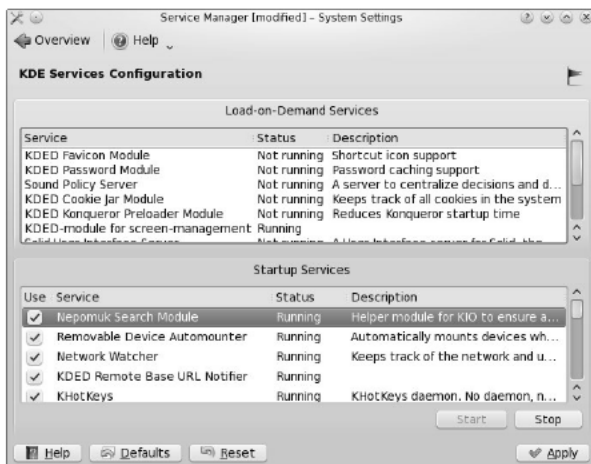 Service Manager [modified] – System Settings
Overview Help
KDE Services Configuration
Load-on-Demand Services
Service Status Description
KDED Favicon Module Not running Shortcut icon support
KDED Password Module Not running Password caching support
Sound Policy Server Not running A server to centralize decisions and d...
KDED Cookie Jar Module Not running Keeps track of all cookies in the system
KDED Konqueror Preloader Module Not running Reduces Konqueror startup time
KDED-module for screen-management Running
Startup Services
Use Service Status Description
Nepomuk Search Module Running Helper module for KIO to ensure a...
Removable Device Automounter Running Automatically mounts devices wh...
Network Watcher Running Keeps track of the network and u...
KDED Remote Base URL Notifier Running
KHotKeys Running KHotKeys daemon. No daemon, n...
Start Stop
Help Defaults Reset Apply